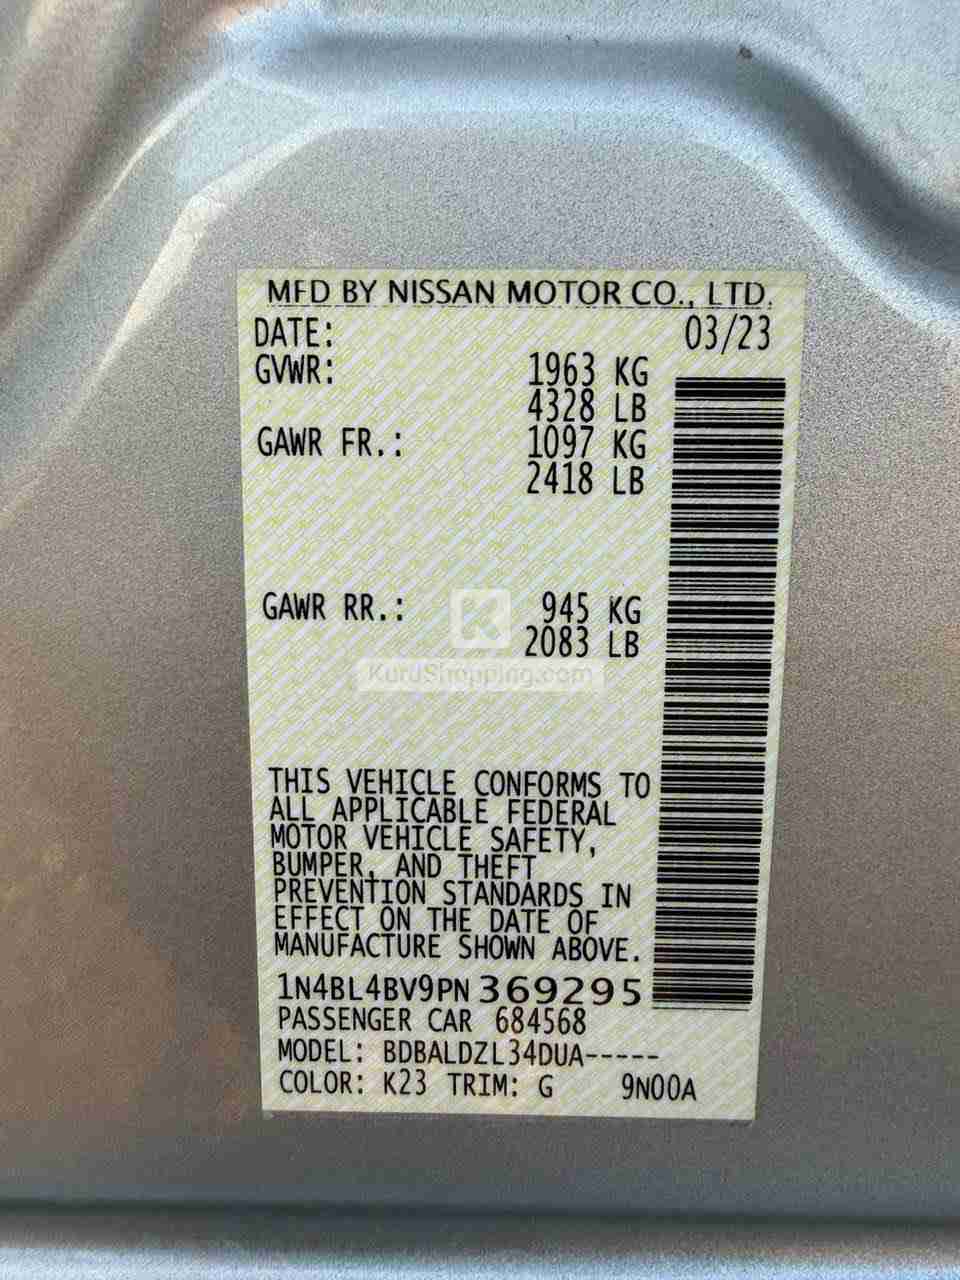 MFD BY NISSAN MOTOR CO., LTD.
DATE: 03/23
GVWR: 1963 KG
4328 LB
GAWR FR.: 1097 KG
2418 LB
GAWR RR.: 945 KG
2083 LB
K
KurdShopping.com
THIS VEHICLE CONFORMS TO
ALL APPLICABLE FEDERAL
MOTOR VEHICLE SAFETY,
BUMPER, AND THEFT
PREVENTION STANDARDS IN
EFFECT ON THE DATE OF
MANUFACTURE SHOWN ABOVE.
1N4BL4BV9PN 369295
PASSENGER CAR 684568
MODEL: BDBALDZL34DUA-----
COLOR: K23 TRIM: G 9N00A